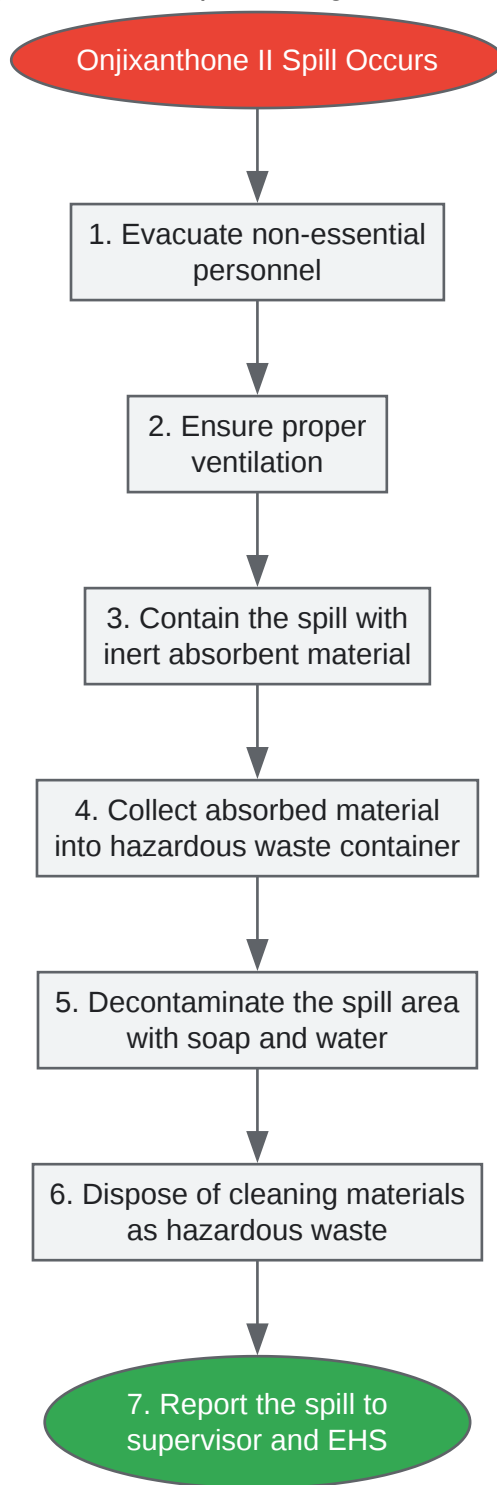 Onjixanthone II Spill Occurs
1. Evacuate non-essential
personnel
2. Ensure proper
ventilation
3. Contain the spill with
inert absorbent material
4. Collect absorbed material
into hazardous waste container
5. Decontaminate the spill area
with soap and water
6. Dispose of cleaning materials
as hazardous waste
7. Report the spill to
supervisor and EHS